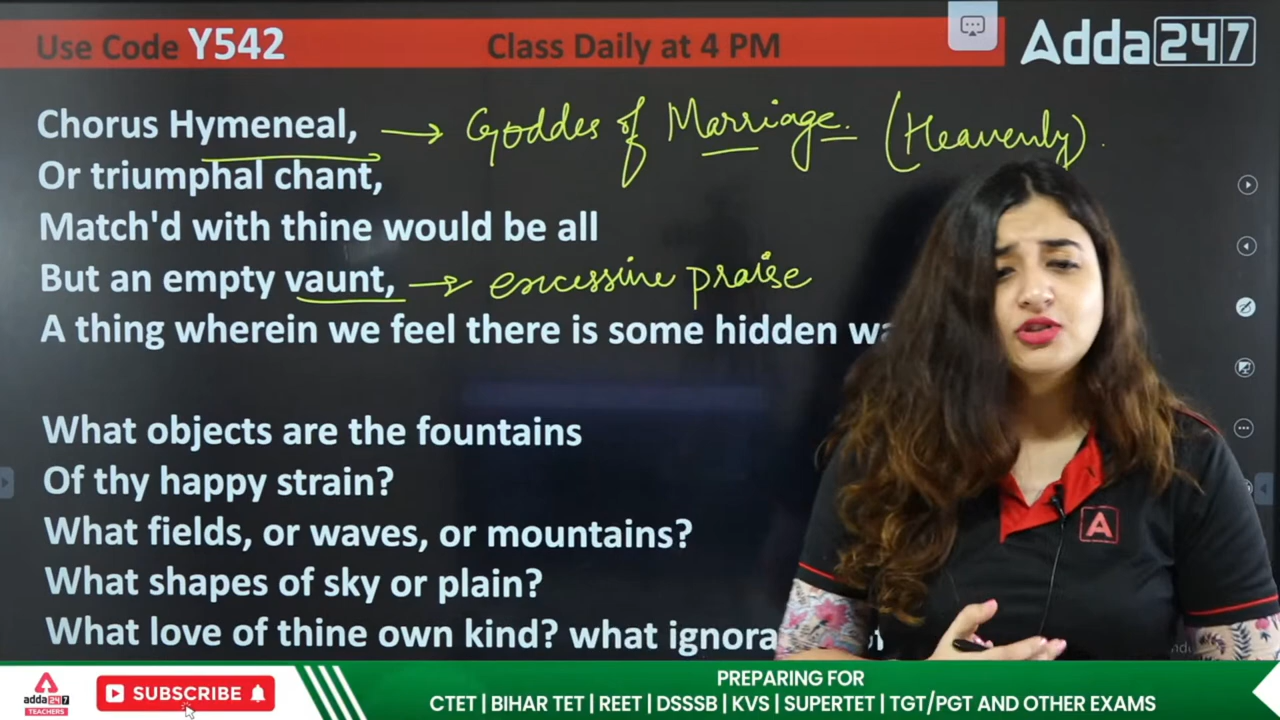 Use Code Y542
Class Daily at 4 PM
Adda247
Chorus Hymeneal, → Goddes of Marriage. (Heavenly).
Or triumphal chant,
Match'd with thine would be all
But an empty vaunt, → excessive praise
A thing wherein we feel there is some hidden
What objects are the fountains
Of thy happy strain?
What fields, or waves, or mountains?
What shapes of sky or plain?
What love of thine own kind? what
A
adda247
TEACHERS
SUBSCRIBE
PREPARING FOR
CTET | BIHAR TET | REET | DSSSB | KVS | SUPERTET | TGT/PGT AND OTHER EXAMS